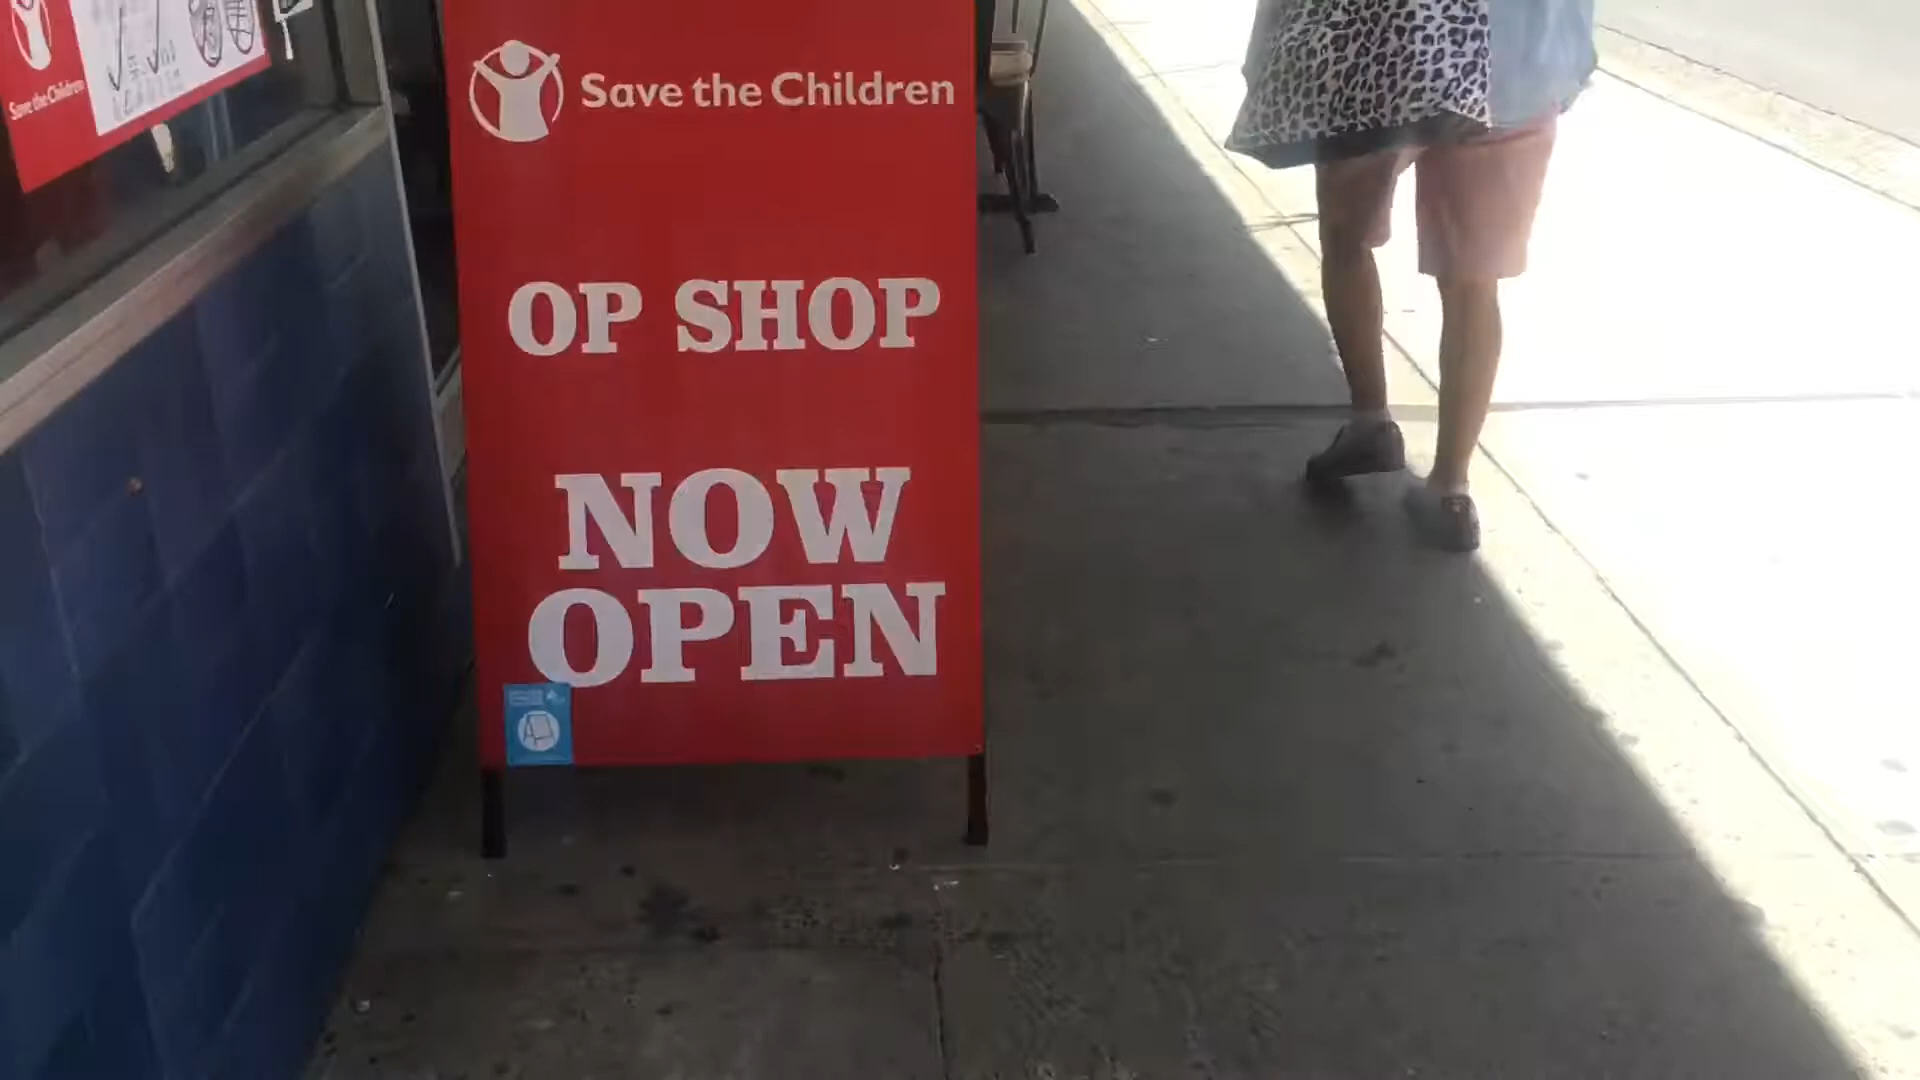 Save the Children
Save the Children
OP SHOP
NOW
OPEN